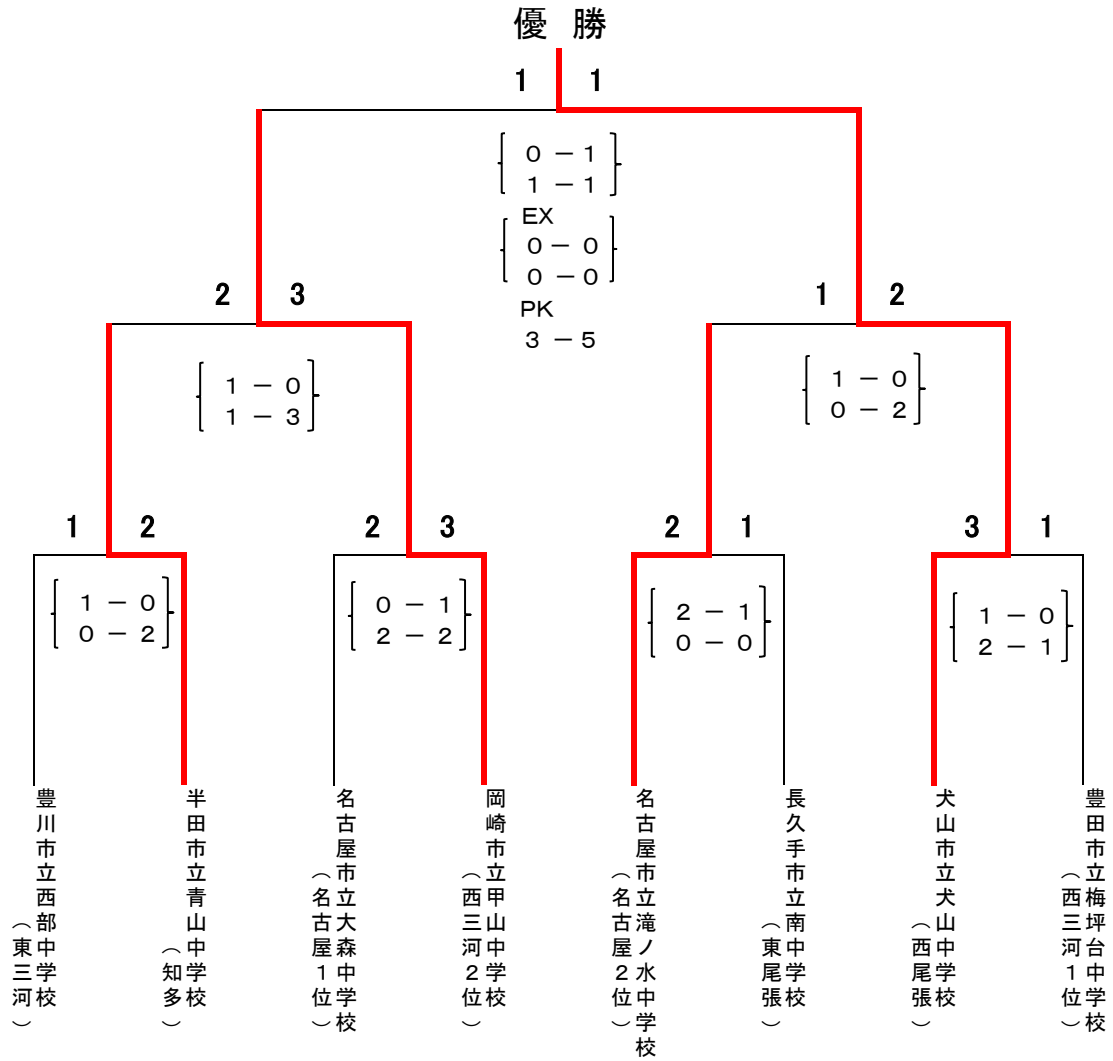 優 勝
1 1
0 － 1
1 － 1
EX
0 － 0
0 － 0
PK
3 － 5
2 3
1 － 0
1 － 3
1 2
1 － 0
0 － 2
1 2
1 － 0
0 － 2
2 3
0 － 1
2 － 2
2 1
2 － 1
0 － 0
3 1
1 － 0
2 － 1
豊川市立西部中学校
（東三河）
半田市立青山中学校
（知多）
名古屋市立大森中学校
（名古屋１位）
岡崎市立甲山中学校
（西三河２位）
名古屋市立滝ノ水中学校
（名古屋２位）
長久手市立南中学校
（東尾張）
犬山市立犬山中学校
（西尾張）
豊田市立梅坪台中学校
（西三河１位）